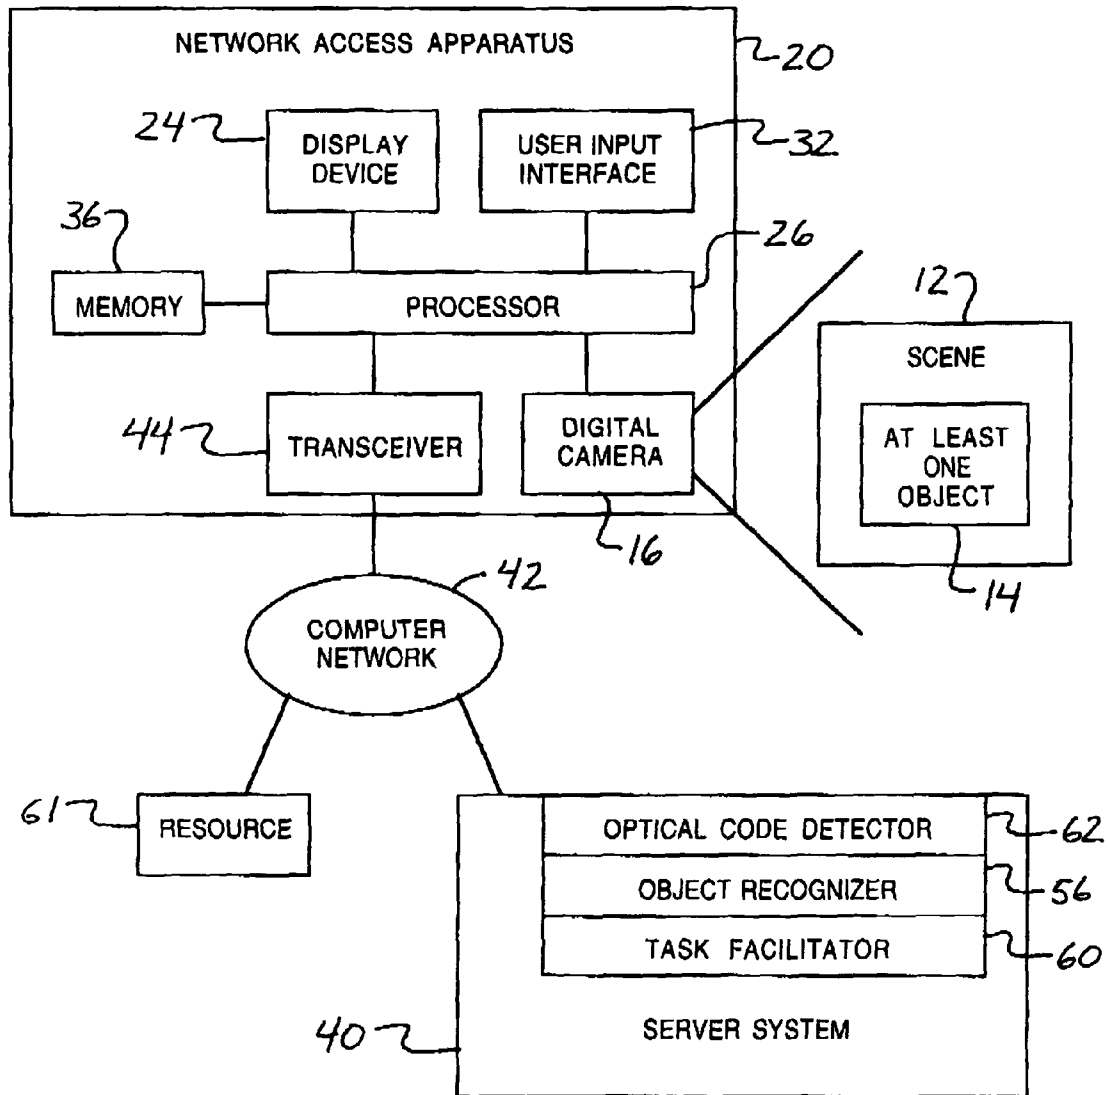 NETWORK ACCESS APPARATUS
20
24
DISPLAY
DEVICE
USER INPUT
INTERFACE
32
36
MEMORY
PROCESSOR
26
44
TRANSCEIVER
DIGITAL
CAMERA
16
12
SCENE
AT LEAST
ONE
OBJECT
14
42
COMPUTER
NETWORK
61
RESOURCE
OPTICAL CODE DETECTOR
62
OBJECT RECOGNIZER
56
TASK FACILITATOR
60
40
SERVER SYSTEM